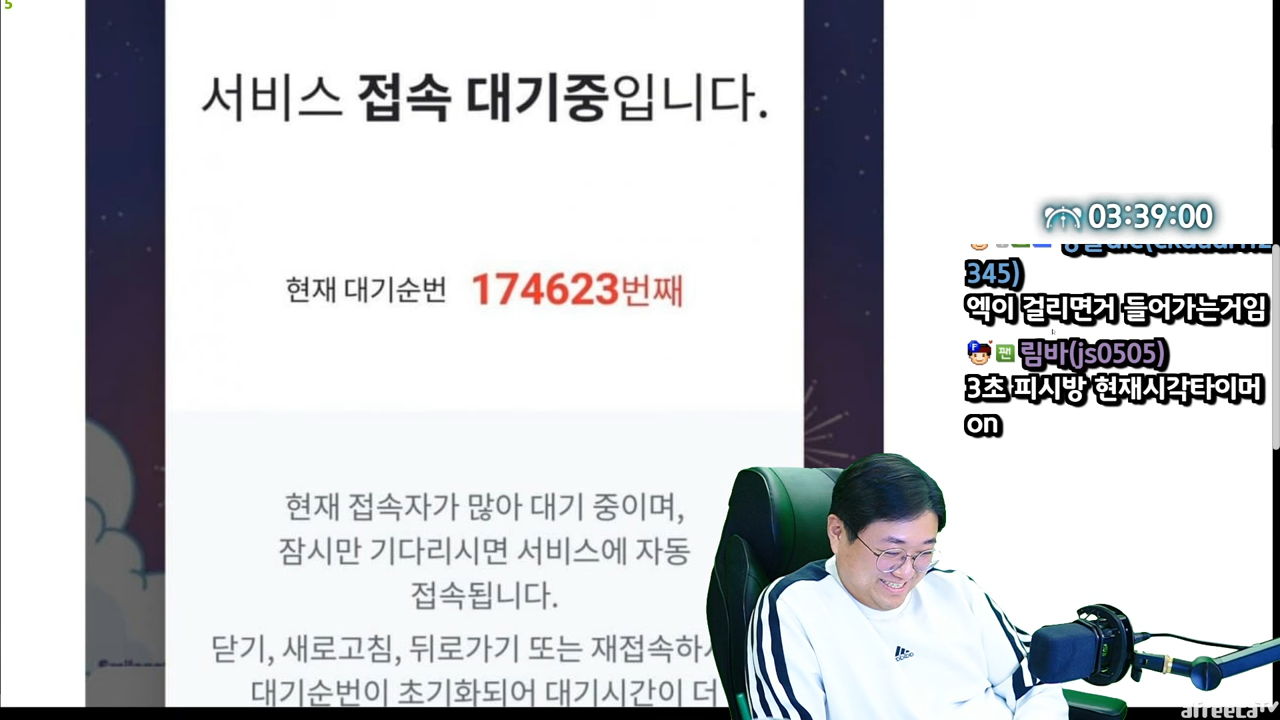 5
서비스 접속 대기중입니다.
현재 대기순번 174623번째
현재 접속자가 많아 대기 중이며,
잠시만 기다리시면 서비스에 자동
접속됩니다.
닫기, 새로고침, 뒤로가기 또는
대기순번이 초기화되어 대기시간이 더
03:39:00
345)
엑이 걸리면거 들어가는거임
팬 림바(js0505)
3초 피시방 현재시각타이머
on
adidas
afreecaTV